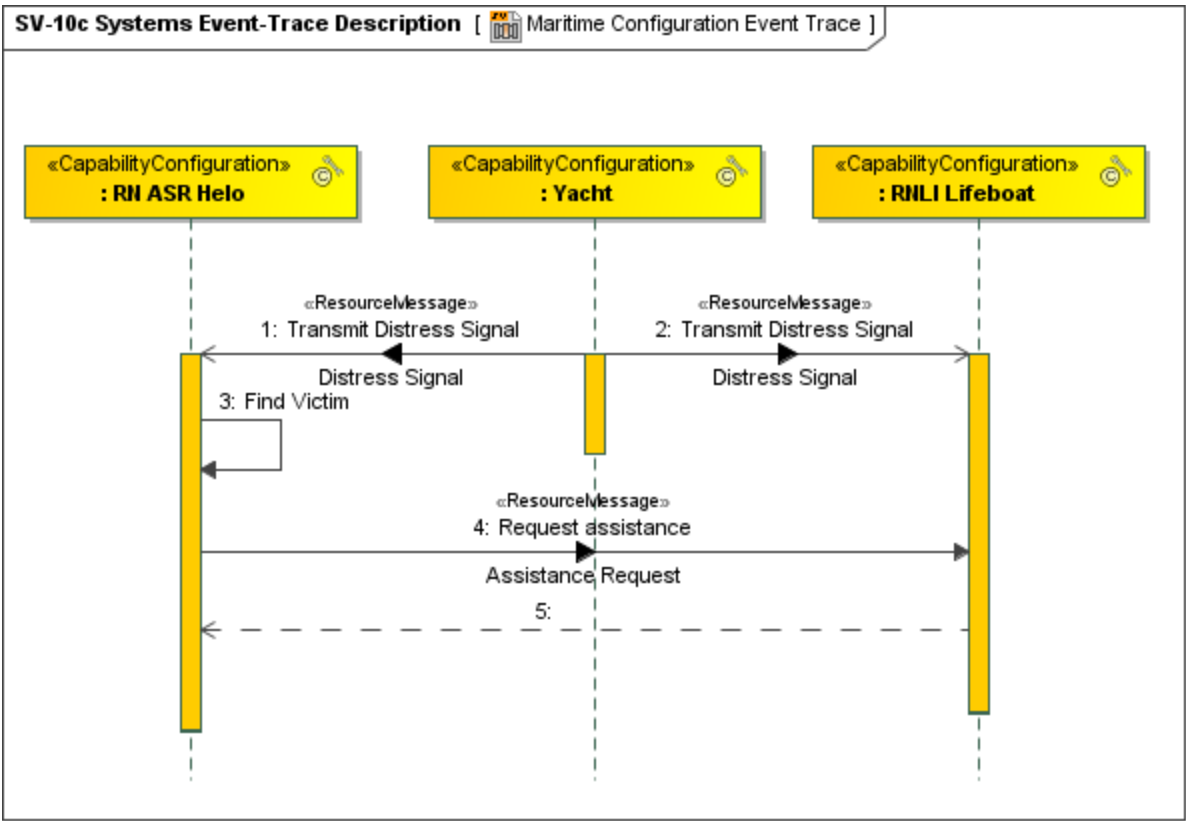 SV-10c Systems Event-Trace Description [ Maritime Configuration Event Trace ]
«CapabilityConfiguration»
: RN ASR Helo
«CapabilityConfiguration»
: Yacht
«CapabilityConfiguration»
: RNLI Lifeboat
«ResourceMessage»
1: Transmit Distress Signal
Distress Signal
«ResourceMessage»
2: Transmit Distress Signal
Distress Signal
3: Find Victim
«ResourceMessage»
4: Request assistance
Assistance Request
5: